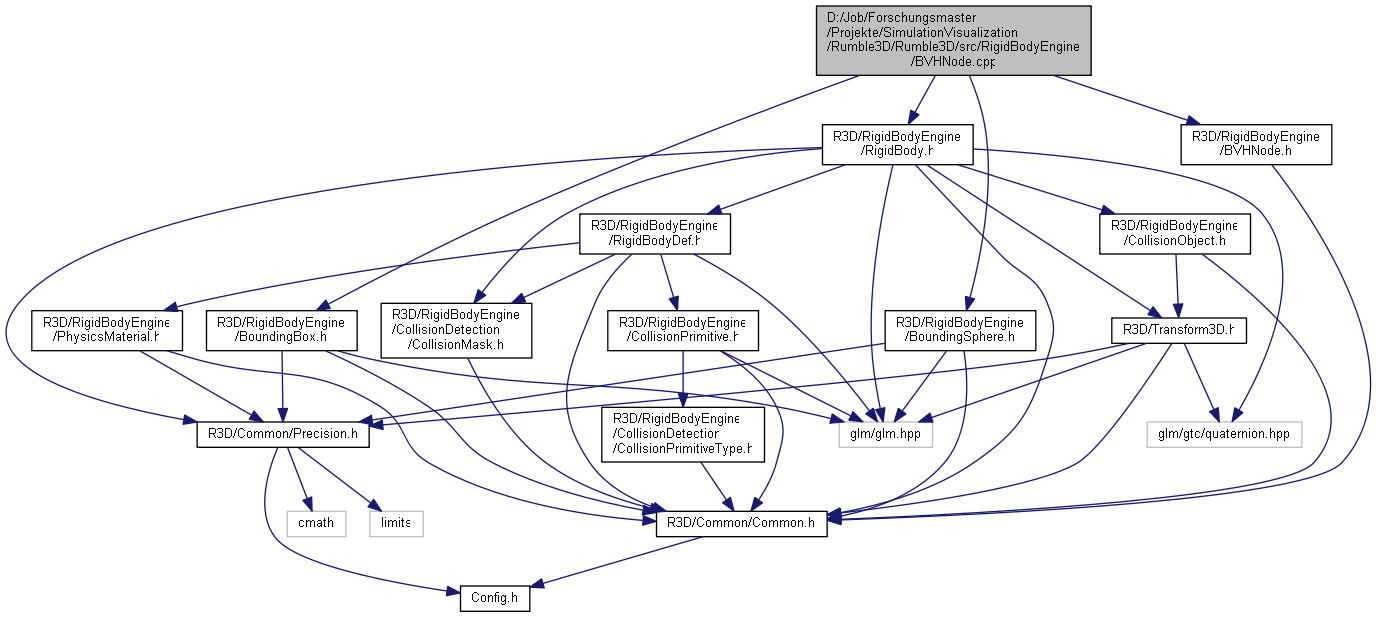 D:/Job/Forschungsmaster
/Projekte/SimulationVisualization
/Rumble3D/Rumble3D/src/RigidBodyEngine
/BVHNode.cpp
R3D/RigidBodyEngine
/RigidBody.h
R3D/RigidBodyEngine
/BVHNode.h
R3D/RigidBodyEngine
/RigidBodyDef.h
R3D/RigidBodyEngine
/CollisionObject.h
R3D/RigidBodyEngine
/PhysicsMaterial.h
R3D/RigidBodyEngine
/BoundingBox.h
R3D/RigidBodyEngine
/CollisionDetection
/CollisionMask.h
R3D/RigidBodyEngine
/CollisionPrimitive.h
R3D/RigidBodyEngine
/BoundingSphere.h
R3D/Transform3D.h
R3D/Common/Precision.h
R3D/RigidBodyEngine
/CollisionDetection
/CollisionPrimitiveType.h
glm/glm.hpp
glm/gtc/quaternion.hpp
cmath
limits
R3D/Common/Common.h
Config.h